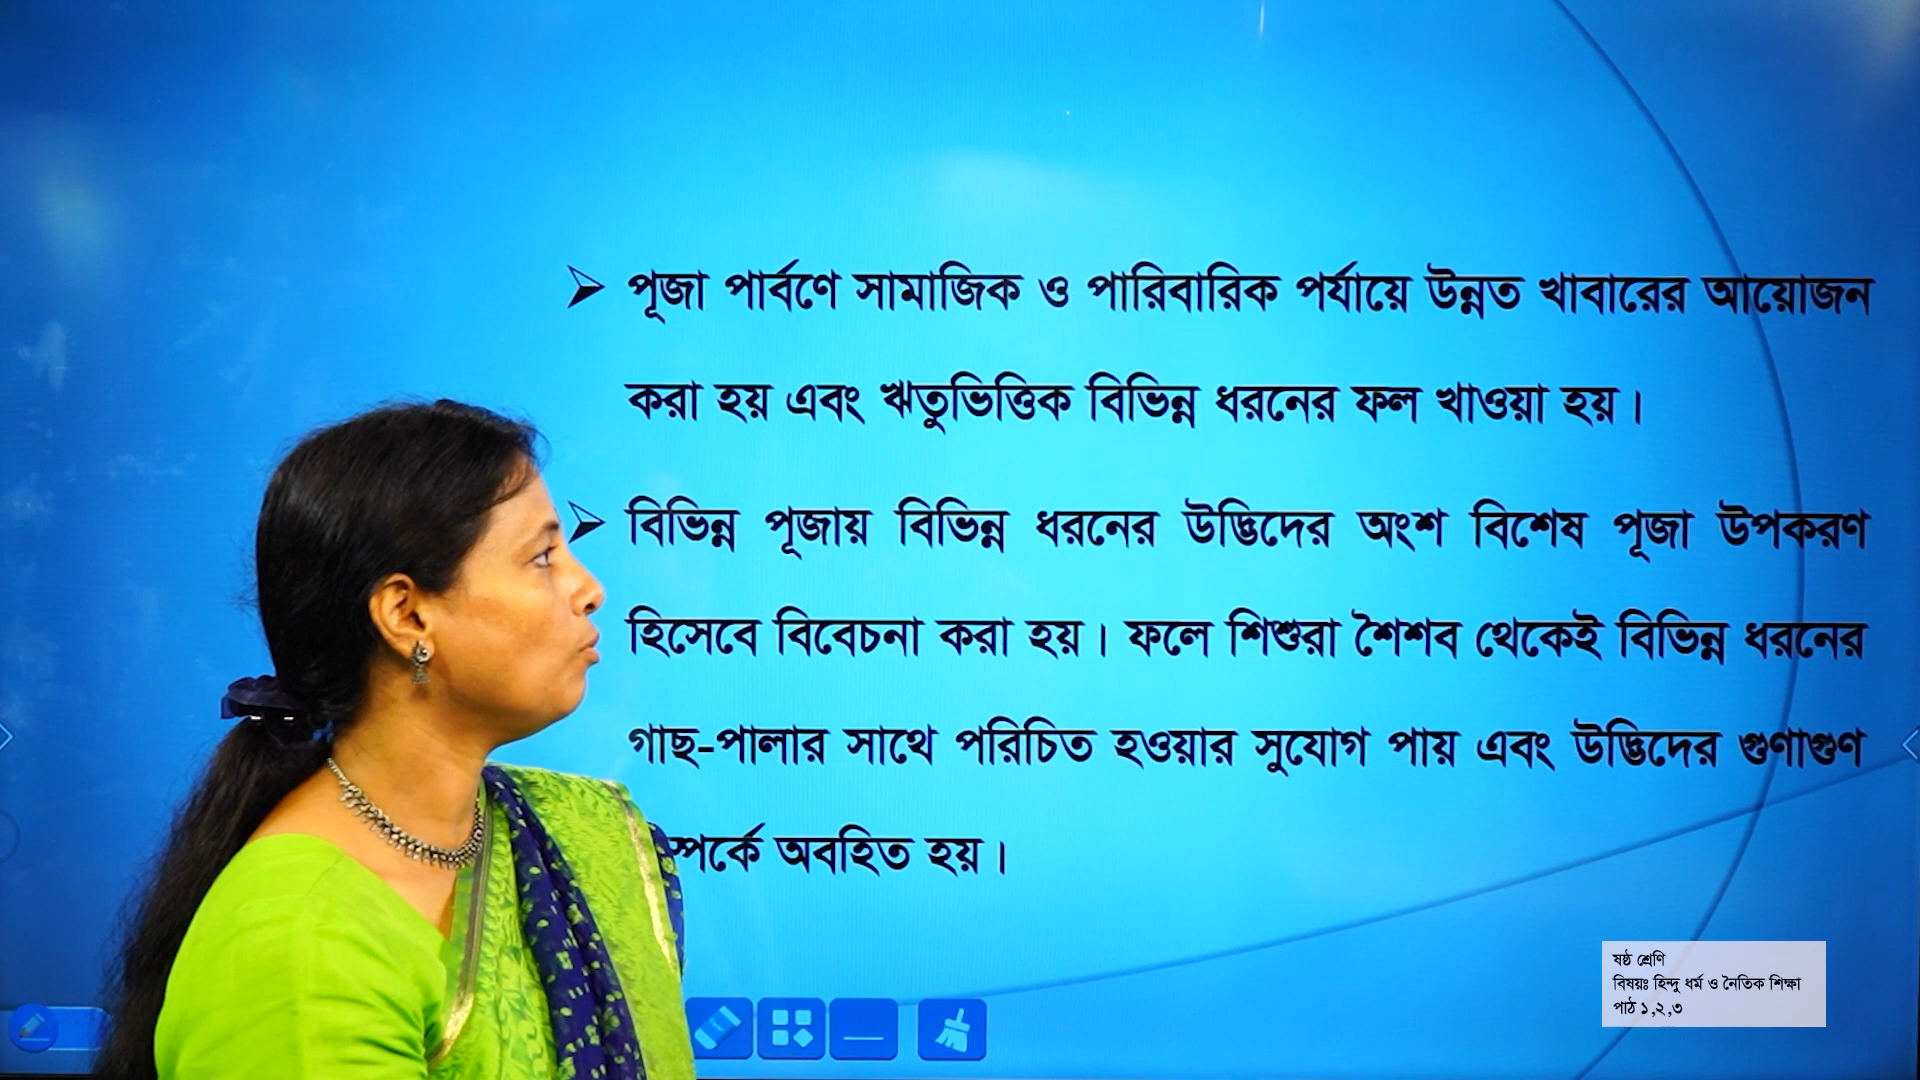 পূজা পার্বণে সামাজিক ও পারিবারিক পর্যায়ে উন্নত খাবারের আয়োজন
করা হয় এবং ঋতুভিত্তিক বিভিন্ন ধরনের ফল খাওয়া হয়।
বিভিন্ন পূজায় বিভিন্ন ধরনের উদ্ভিদের অংশ বিশেষ পূজা উপকরণ
হিসেবে বিবেচনা করা হয়। ফলে শিশুরা শৈশব থেকেই বিভিন্ন ধরনের
গাছ-পালার সাথে পরিচিত হওয়ার সুযোগ পায় এবং উদ্ভিদের গুণাগুণ
অবহিত হয়।
ষষ্ঠ শ্রেণি
বিষয়ঃ হিন্দু ধর্ম ও নৈতিক শিক্ষা
পাঠ ১,২,৩